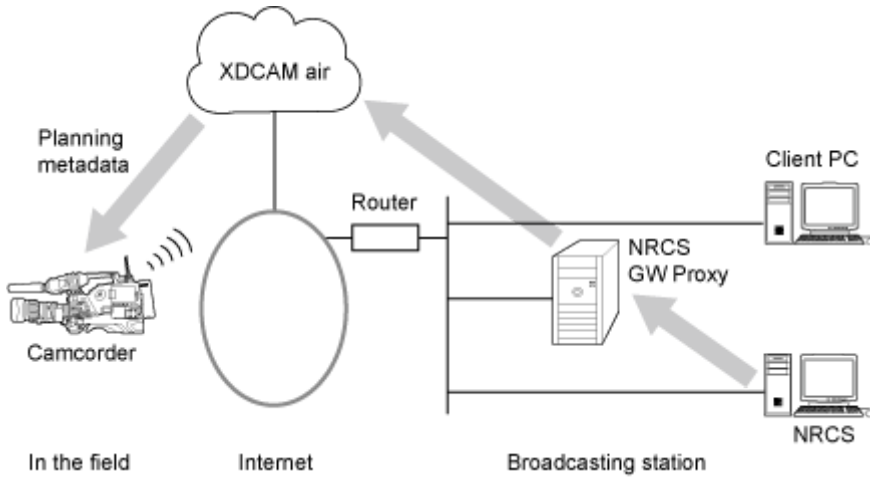 XDCAM air
Planning
metadata
Client PC
Router
NRCS
GW Proxy
Camcorder
NRCS
In the field
Internet
Broadcasting station